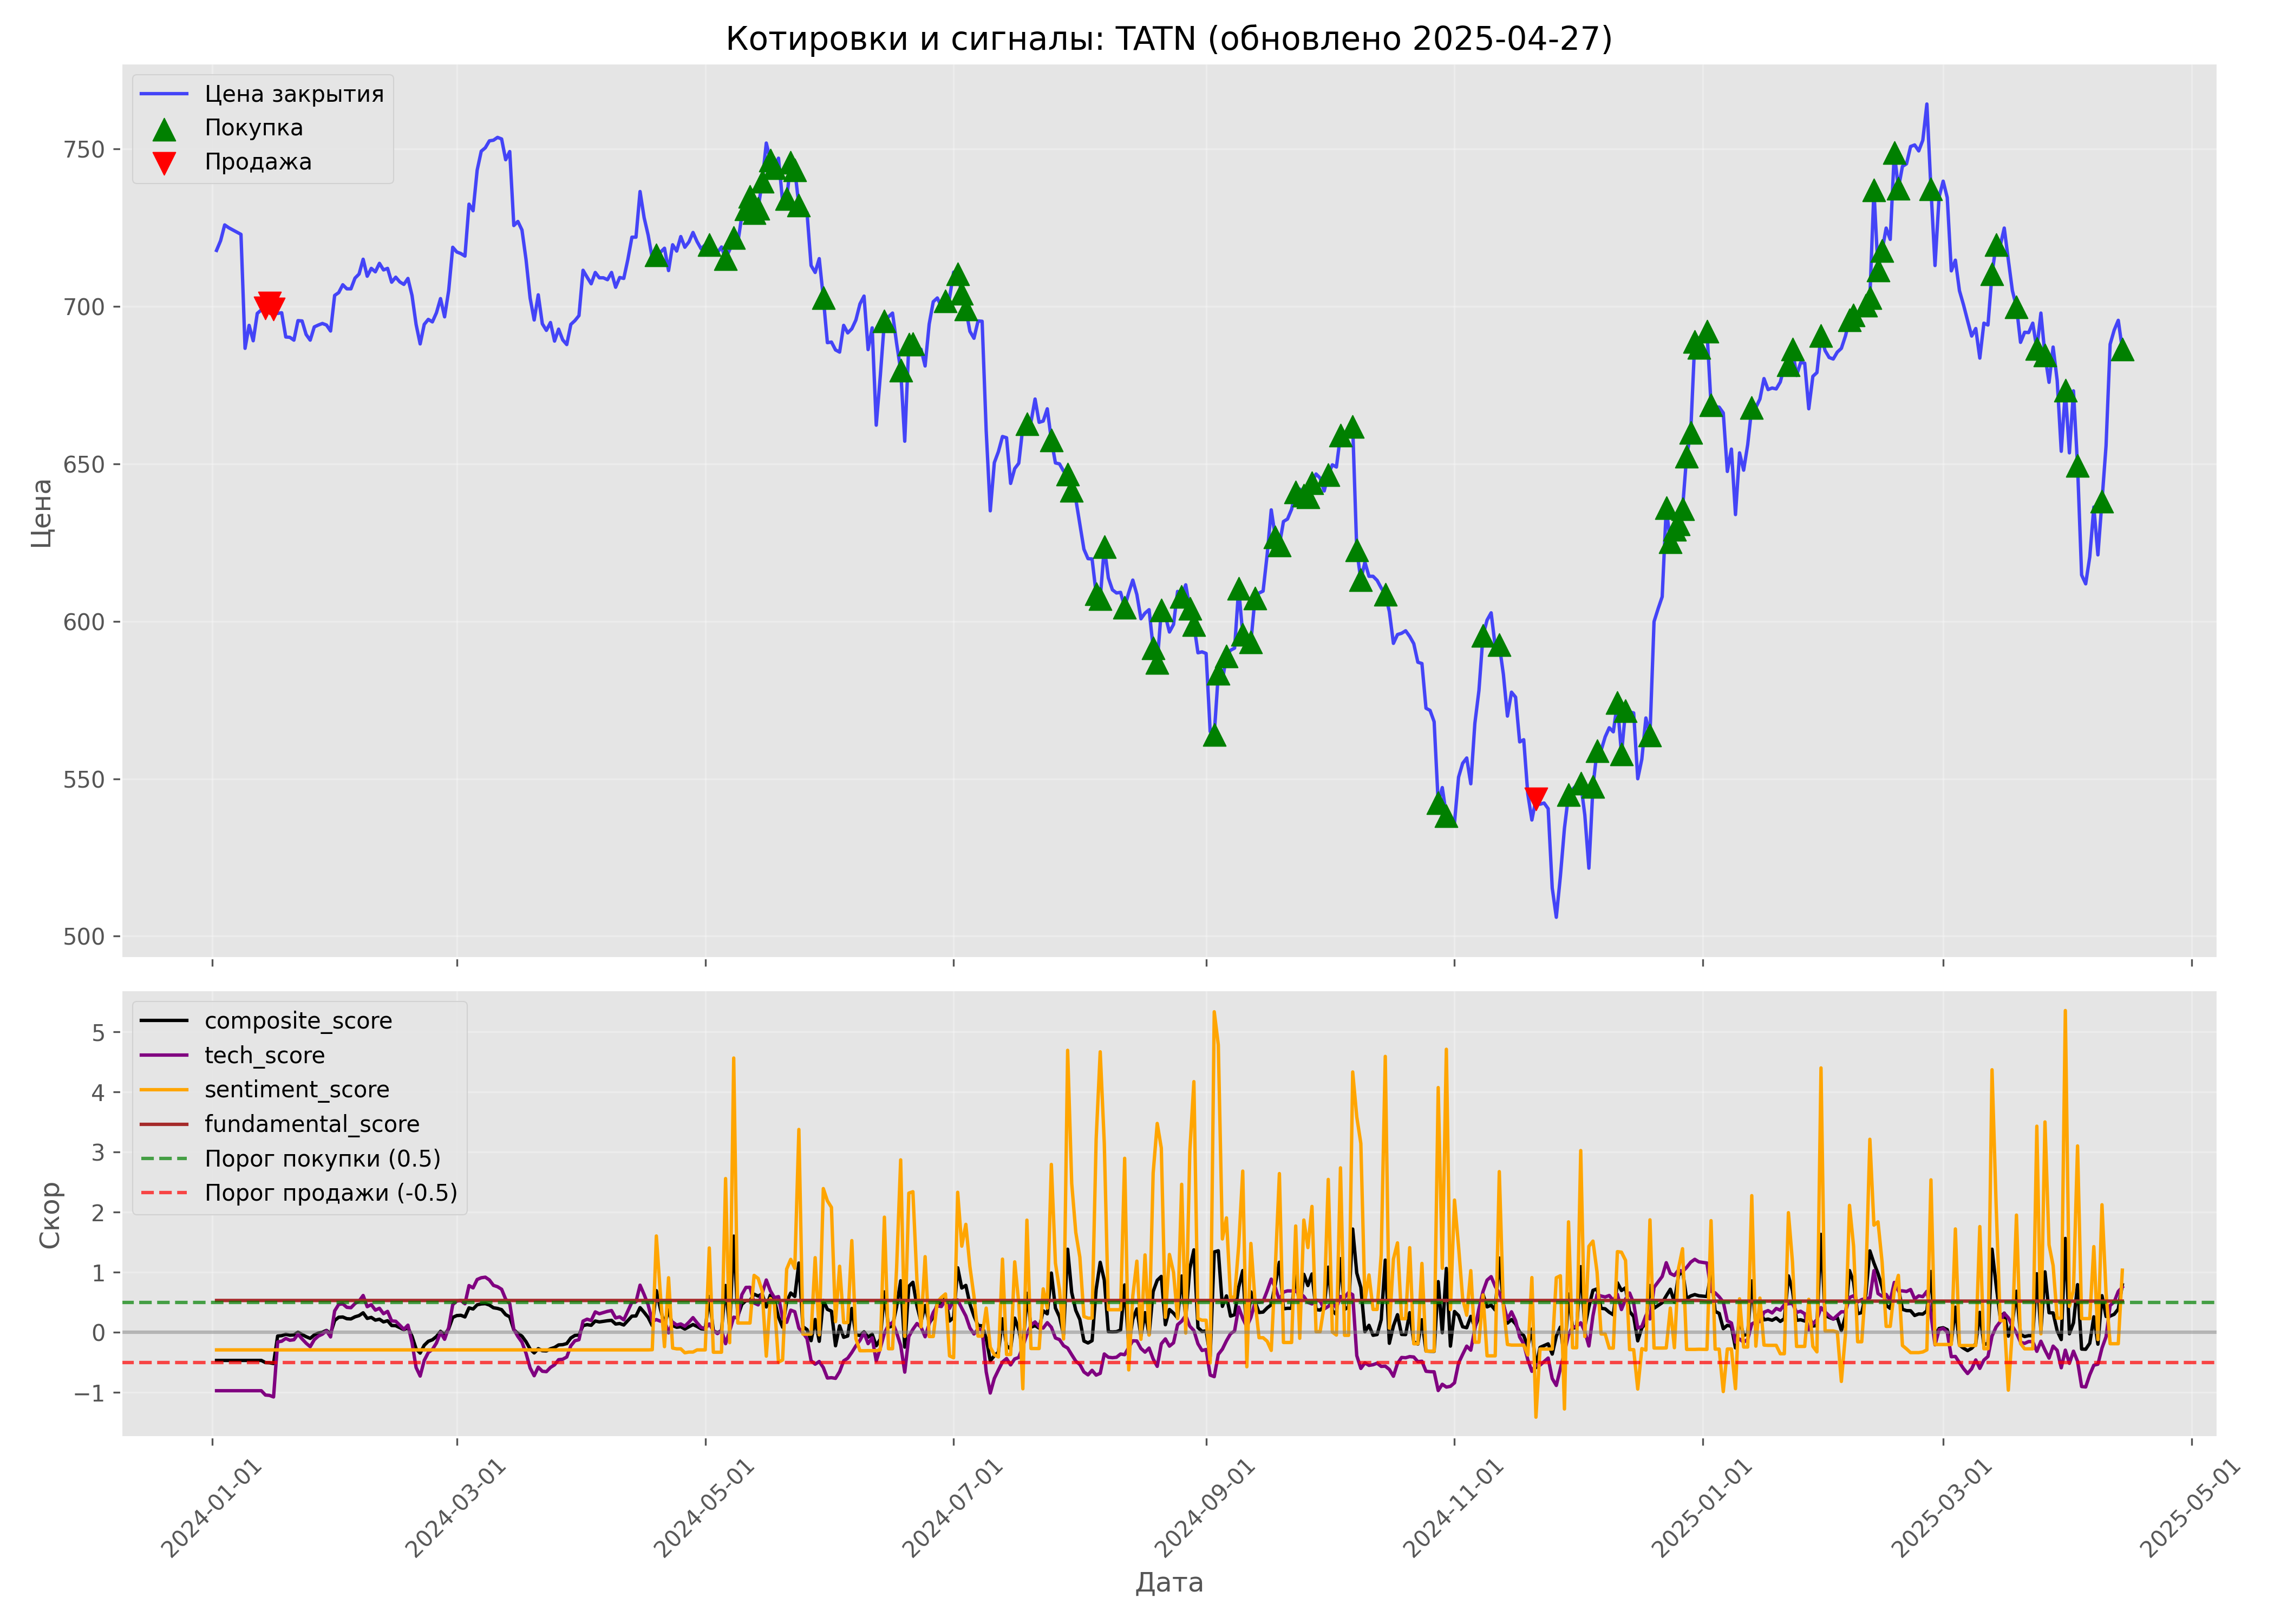 Котировки и сигналы: TATN (обновлено 2025-04-27)
Цена закрытия
Покупка
Продажа
750
700
650
600
550
500
Цена
composite_score
tech_score
sentiment_score
fundamental_score
Порог покупки (0.5)
Порог продажи (-0.5)
5
4
3
2
1
0
−1
Скор
2024-01-01
2024-03-01
2024-05-01
2024-07-01
2024-09-01
2024-11-01
2025-01-01
2025-03-01
2025-05-01
Дата